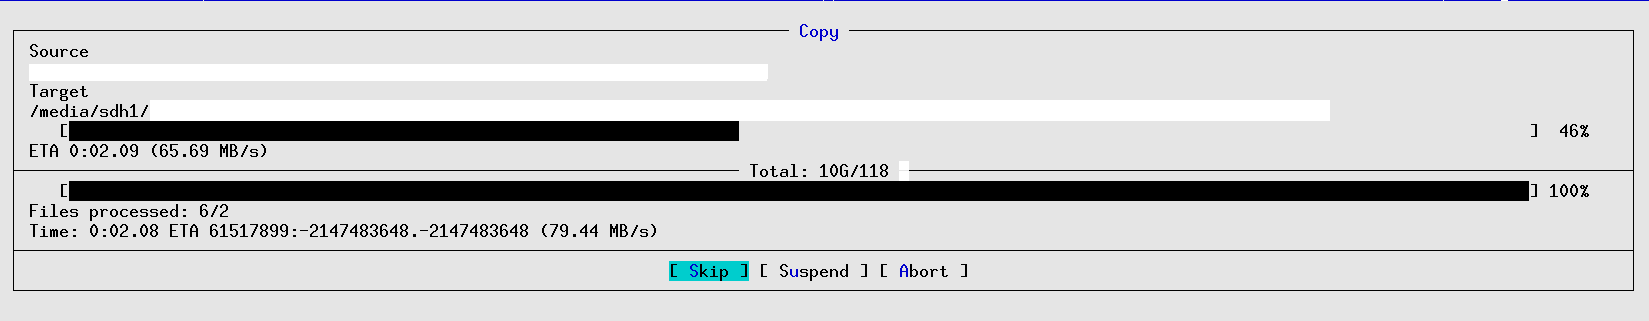 Copy
Source
Target
/media/sdh1/
[ ] 46%
ETA 0:02.09 (65.69 MB/s)
Total: 10G/118
[ ] 100%
Files processed: 6/2
Time: 0:02.08 ETA 61517899:-2147483648.-2147483648 (79.44 MB/s)
[ Skip ] [ Suspend ] [ Abort ]